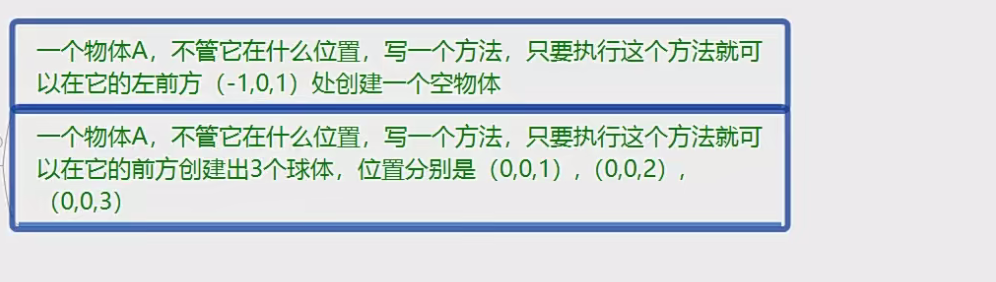 一个物体A，不管它在什么位置，写一个方法，只要执行这个方法就可
以在它的左前方（-1,0,1）处创建一个空物体
一个物体A，不管它在什么位置，写一个方法，只要执行这个方法就可
以在它的前方创建出3个球体，位置分别是（0,0,1）,（0,0,2）,
（0,0,3）